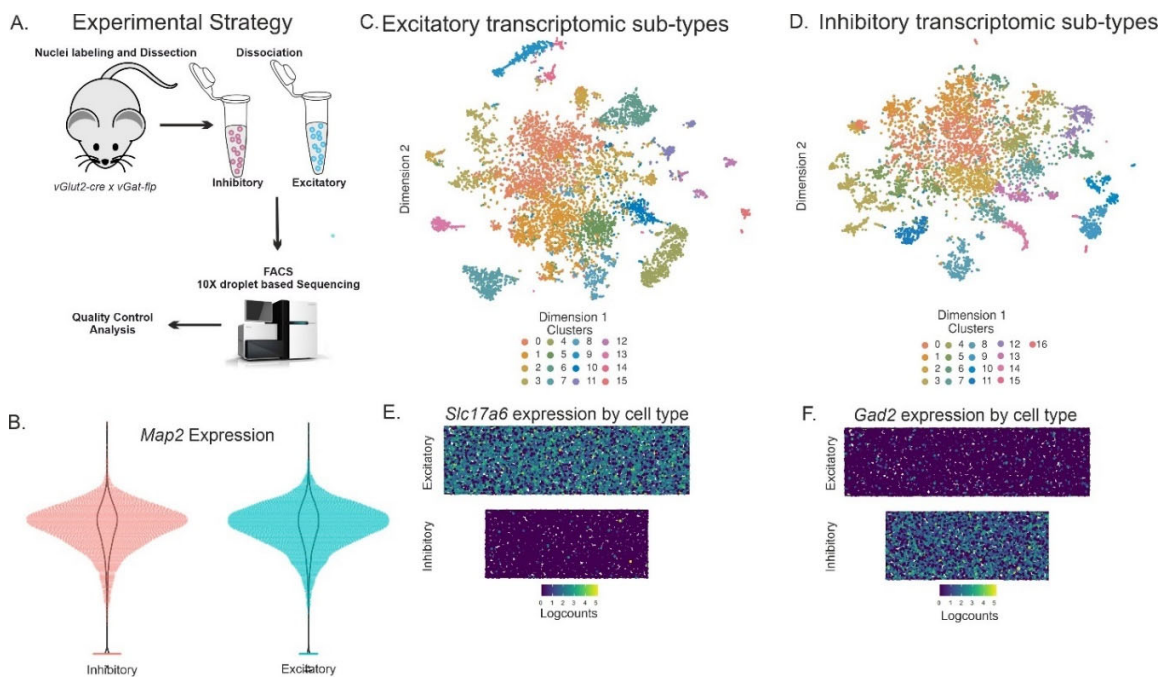 A. Experimental Strategy
Nuclei labeling and Dissection
Dissociation
vGlut2-cre x vGat-flp
Inhibitory
Excitatory
FACS
10X droplet based Sequencing
Quality Control
Analysis
B. Map2 Expression
Inhibitory
Excitatory
C. Excitatory transcriptomic sub-types
Dimension 2
Dimension 1
Clusters
0 4 8 12
1 5 9 13
2 6 10 14
3 7 11 15
D. Inhibitory transcriptomic sub-types
Dimension 2
Dimension 1
Clusters
0 4 8 12 16
1 5 9 13
2 6 10 14
3 7 11 15
E. Slc17a6 expression by cell type
Excitatory
Inhibitory
0 1 2 3 4 5
Logcounts
F. Gad2 expression by cell type
Excitatory
Inhibitory
0 1 2 3 4 5
Logcounts